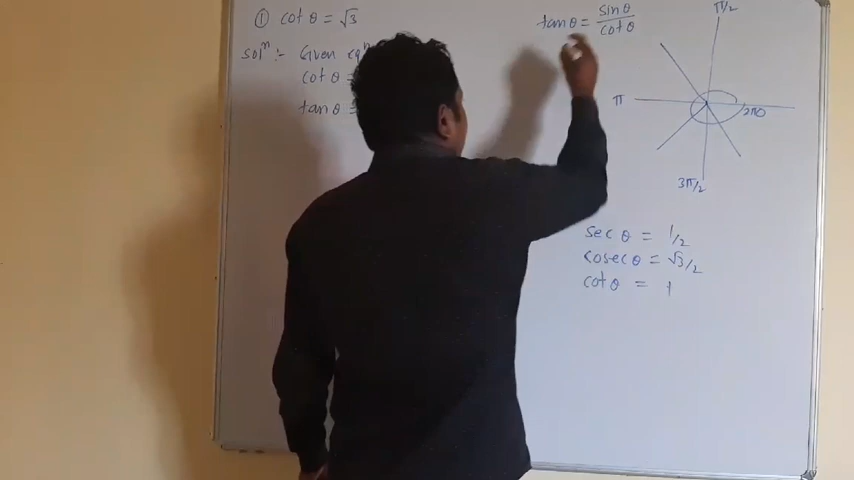 ① cot θ = √3
solⁿ :- Given eqⁿ
cot θ =
tan θ =
tan θ = sin θ / cot θ
π/2
π
2π0
3π/2
sec θ = 1/2
cosec θ = √3/2
cot θ = 1